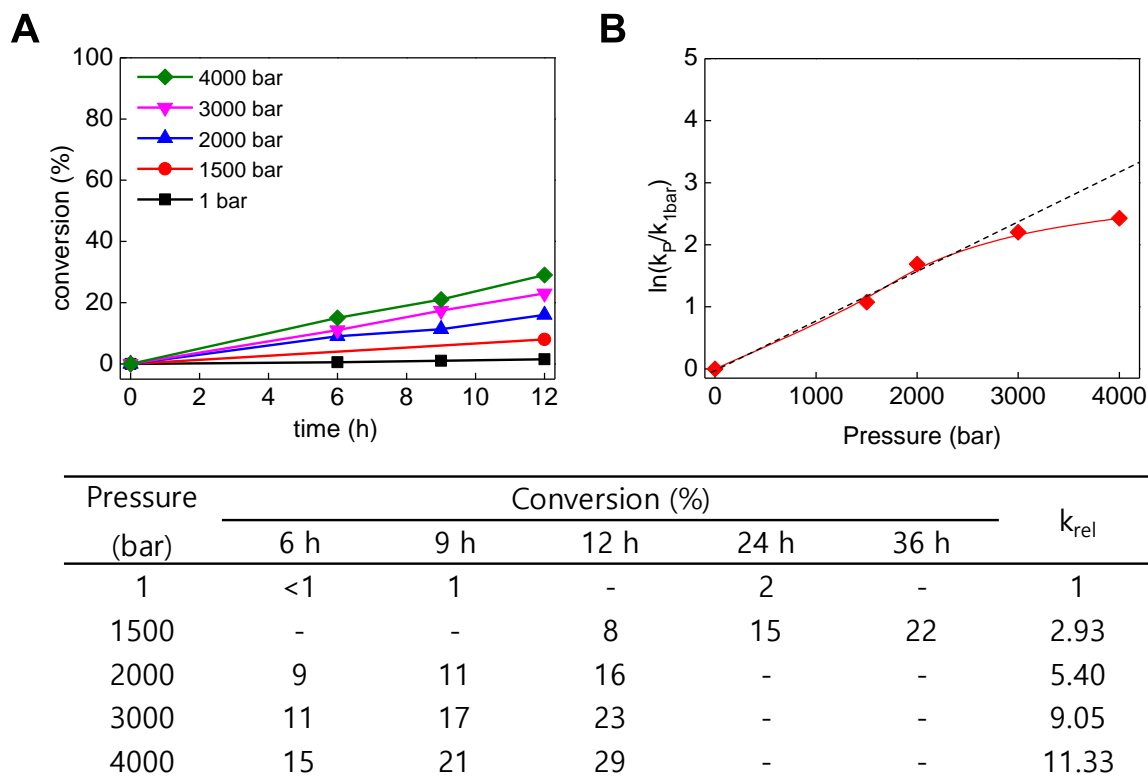 A
conversion (%)
100
80
60
40
20
0
4000 bar
3000 bar
2000 bar
1500 bar
1 bar
0 2 4 6 8 10 12
time (h)
B
ln(kP/k1bar)
5
4
3
2
1
0
0 1000 2000 3000 4000
Pressure (bar)
Pressure (bar) Conversion (%) krel
6 h 9 h 12 h 24 h 36 h
1 <1 1 - 2 - 1
1500 - - 8 15 22 2.93
2000 9 11 16 - - 5.40
3000 11 17 23 - - 9.05
4000 15 21 29 - - 11.33